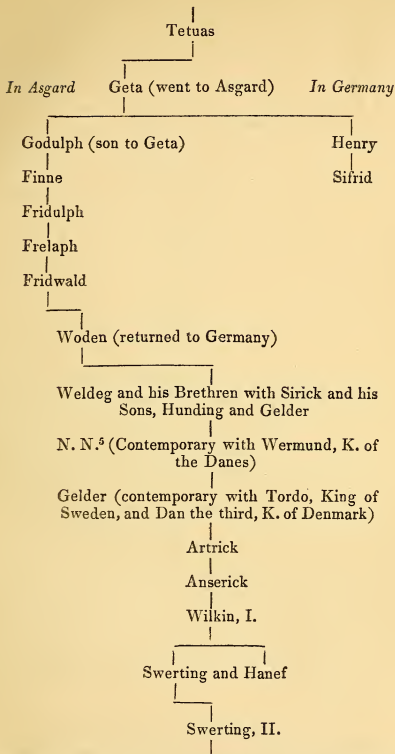 Tetuas
In Asgard Geta (went to Asgard) In Germany
Godulph (son to Geta) Henry
Finne Sifrid
Fridulph
Frelaph
Fridwald
Woden (returned to Germany)
Weldeg and his Brethren with Sirick and his
Sons, Hunding and Gelder
N. N.⁵ (Contemporary with Wermund, K. of
the Danes)
Gelder (contemporary with Tordo, King of
Sweden, and Dan the third, K. of Denmark)
Artrick
Anserick
Wilkin, I.
Swerting and Hanef
Swerting, II.